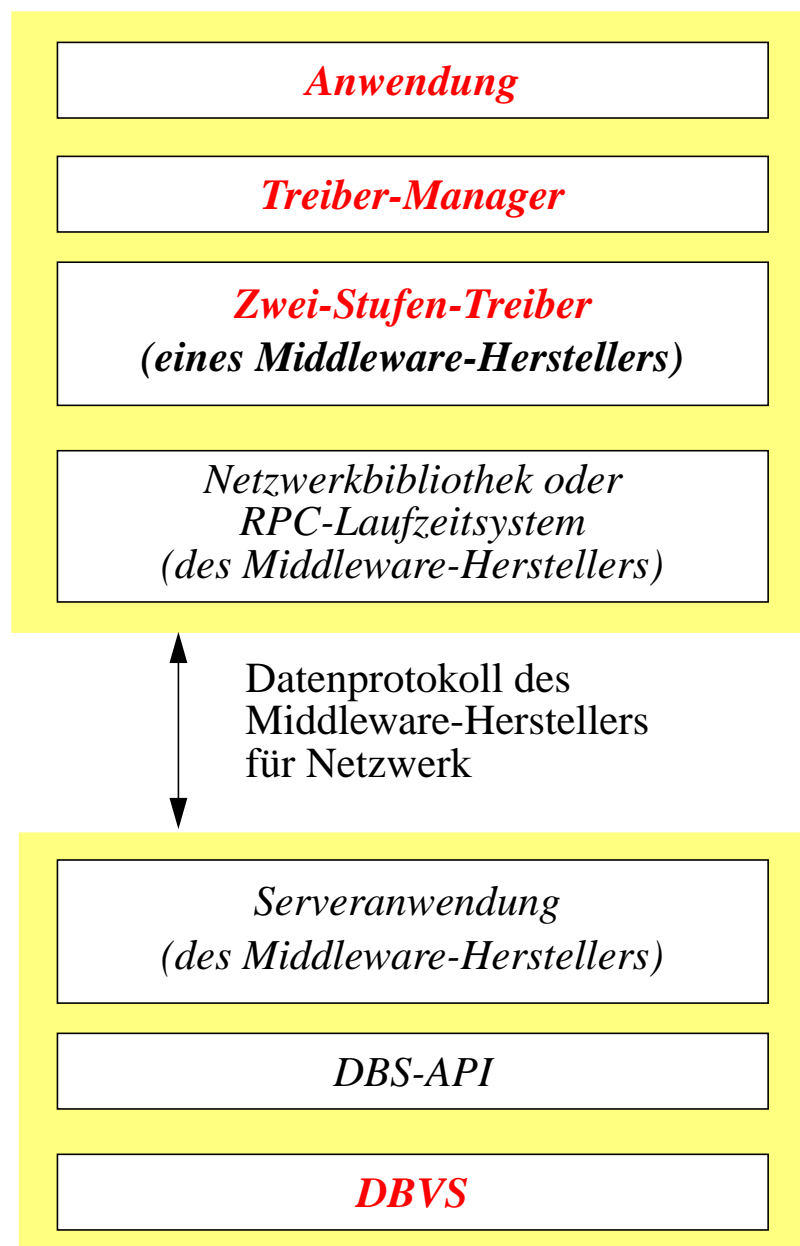 Anwendung
Treiber-Manager
Zwei-Stufen-Treiber
(eines Middleware-Herstellers)
Netzwerkbibliothek oder
RPC-Laufzeitsystem
(des Middleware-Herstellers)
Datenprotokoll des
Middleware-Herstellers
für Netzwerk
Serveranwendung
(des Middleware-Herstellers)
DBS-API
DBVS